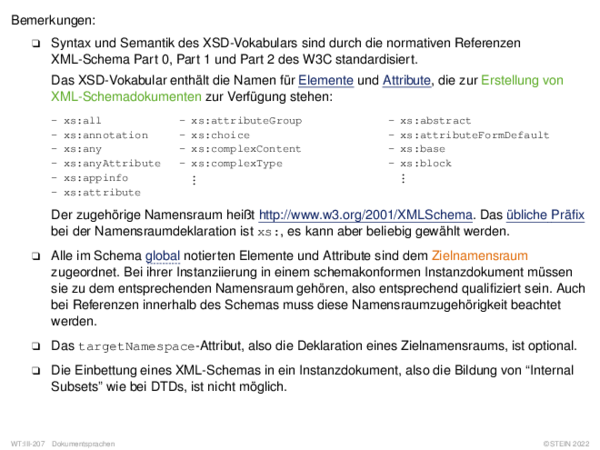 Bemerkungen:
❑ Syntax und Semantik des XSD-Vokabulars sind durch die normativen Referenzen
XML-Schema Part 0, Part 1 und Part 2 des W3C standardisiert.
Das XSD-Vokabular enthält die Namen für Elemente und Attribute, die zur Erstellung von
XML-Schemadokumenten zur Verfügung stehen:
– xs:all – xs:attributeGroup – xs:abstract
– xs:annotation – xs:choice – xs:attributeFormDefault
– xs:any – xs:complexContent – xs:base
– xs:anyAttribute – xs:complexType – xs:block
– xs:appinfo ⋮ ⋮
– xs:attribute
Der zugehörige Namensraum heißt http://www.w3.org/2001/XMLSchema. Das übliche Präfix
bei der Namensraumdeklaration ist xs:, es kann aber beliebig gewählt werden.
❑ Alle im Schema global notierten Elemente und Attribute sind dem Zielnamensraum
zugeordnet. Bei ihrer Instanziierung in einem schemakonformen Instanzdokument müssen
sie zu dem entsprechenden Namensraum gehören, also entsprechend qualifiziert sein. Auch
bei Referenzen innerhalb des Schemas muss diese Namensraumzugehörigkeit beachtet
werden.
❑ Das targetNamespace-Attribut, also die Deklaration eines Zielnamensraums, ist optional.
❑ Die Einbettung eines XML-Schemas in ein Instanzdokument, also die Bildung von “Internal
Subsets” wie bei DTDs, ist nicht möglich.
WT:III-207 Dokumentsprachen ©STEIN 2022